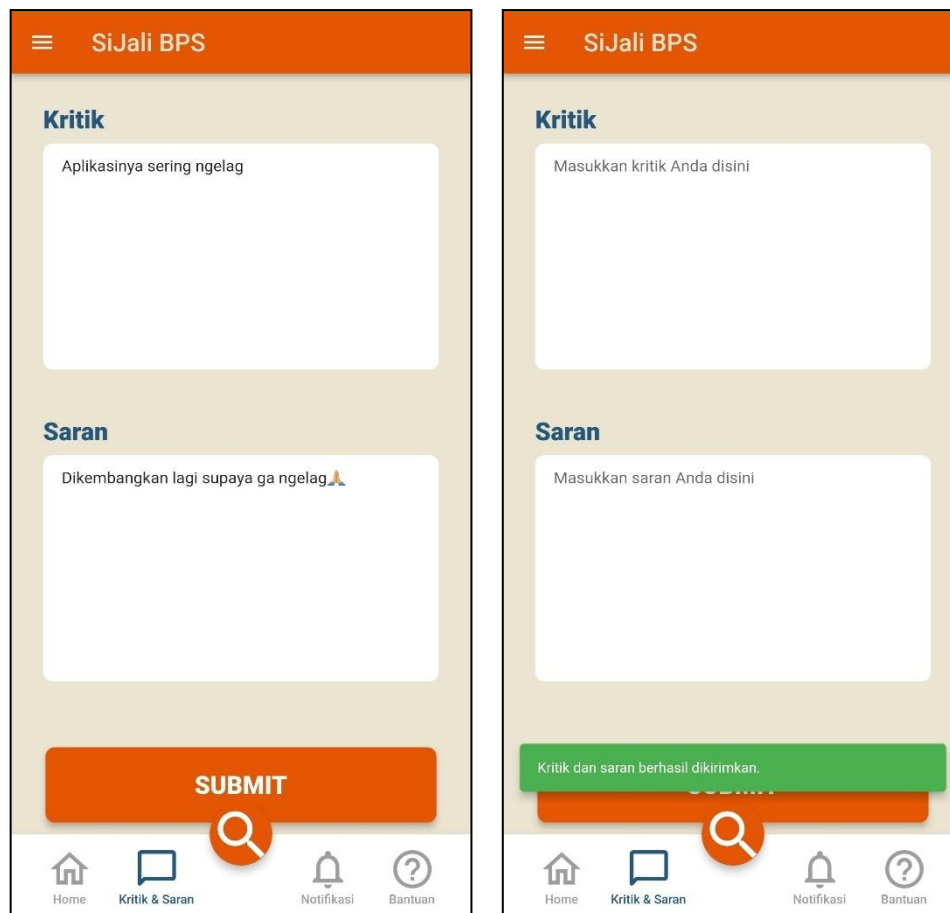 SiJali BPS
Kritik
Aplikasinya sering ngelag
Saran
Dikembangkan lagi supaya ga ngelag🙏🏼
SUBMIT
Home
Kritik & Saran
Notifikasi
Bantuan
SiJali BPS
Kritik
Masukkan kritik Anda disini
Saran
Masukkan saran Anda disini
Kritik dan saran berhasil dikirimkan.
Home
Kritik & Saran
Notifikasi
Bantuan